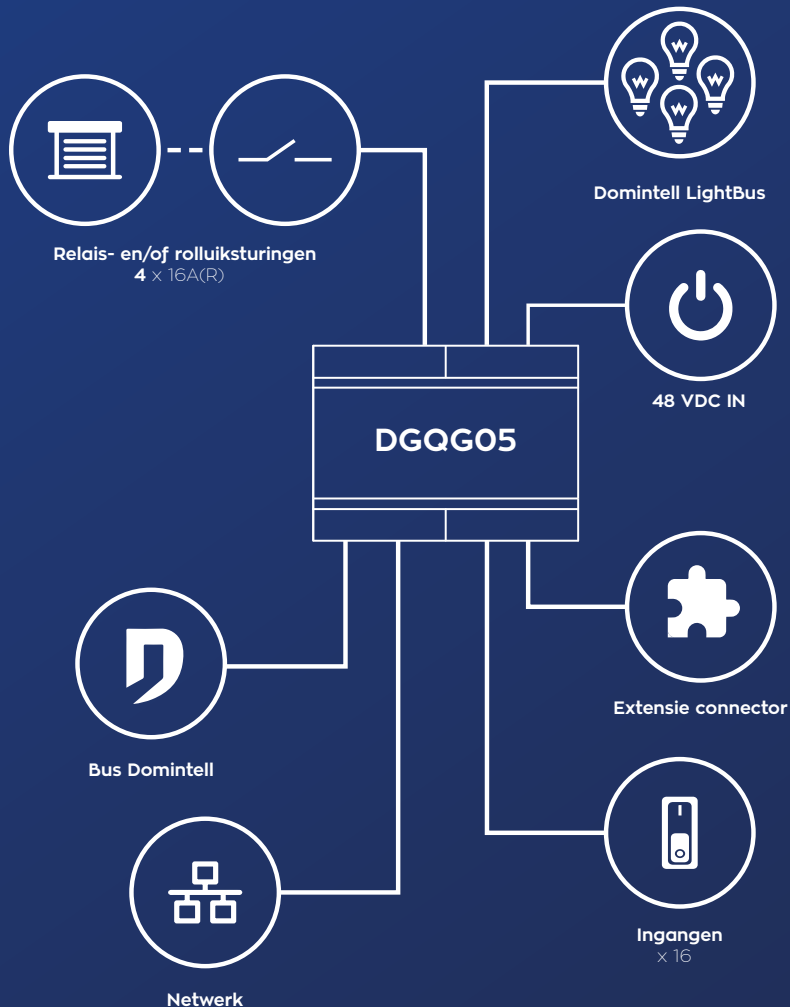 Domintell LightBus
Relais- en/of rolluiksturingen
4 x 16A(R)
48 VDC IN
DGQG05
Extensie connector
Bus Domintell
Ingangen
x 16
Netwerk